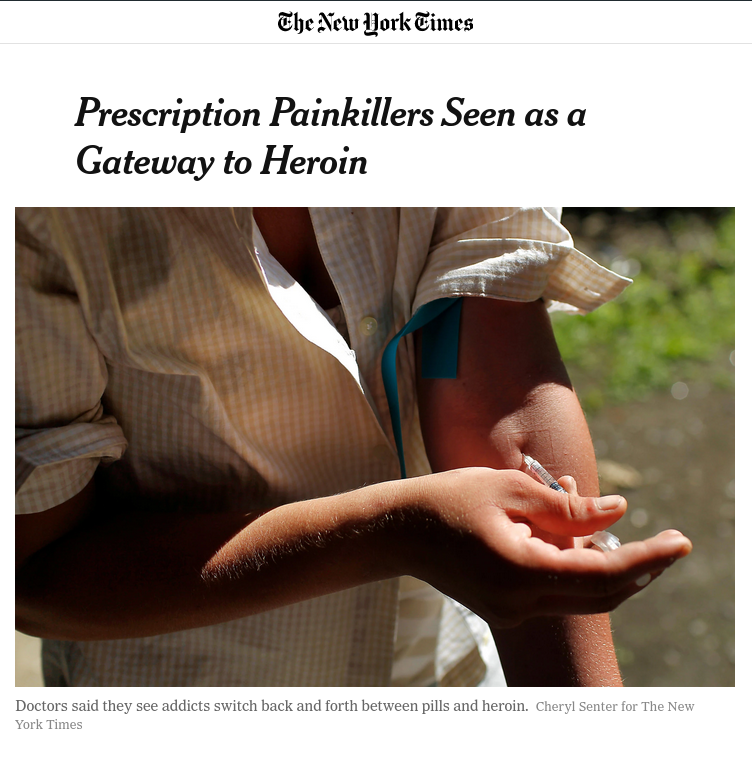 The New York Times
Prescription Painkillers Seen as a
Gateway to Heroin
Doctors said they see addicts switch back and forth between pills and heroin. Cheryl Senter for The New
York Times